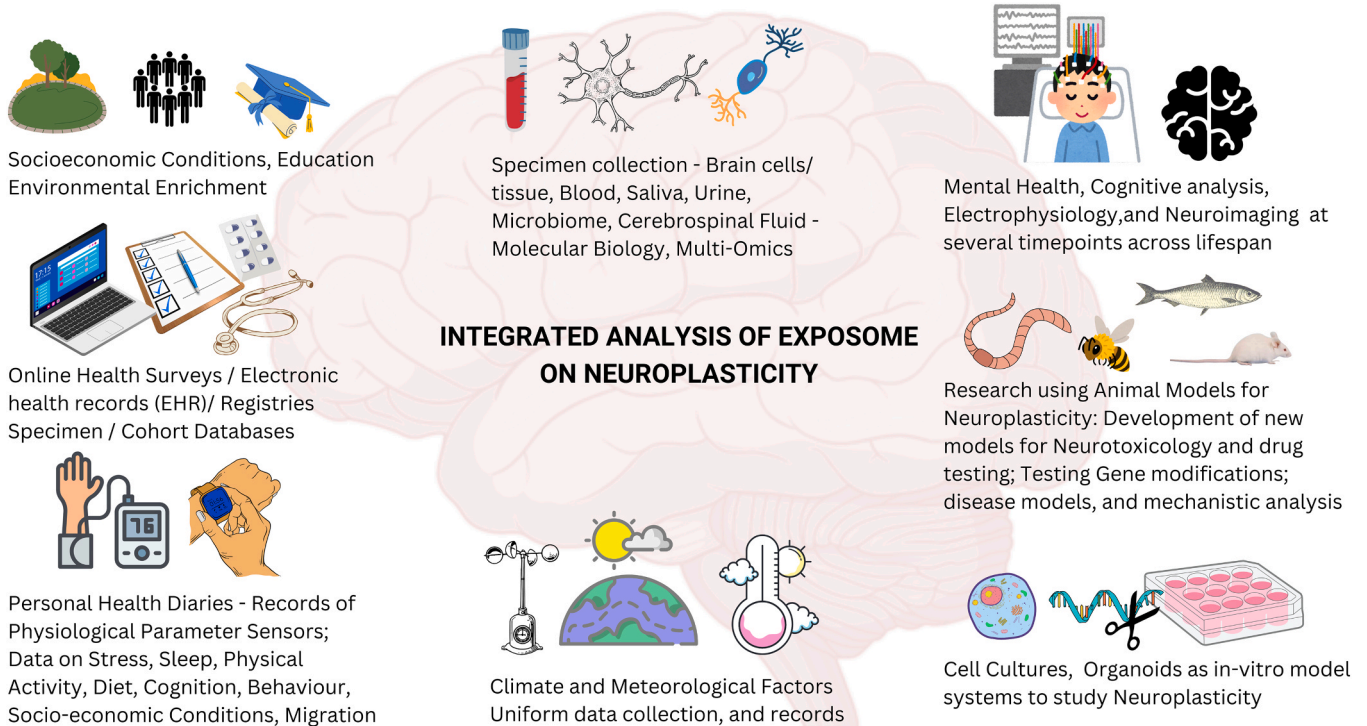 Socioeconomic Conditions, Education
Environmental Enrichment
17:15
Online Health Surveys / Electronic
health records (EHR)/ Registries
Specimen / Cohort Databases
76
Personal Health Diaries - Records of
Physiological Parameter Sensors;
Data on Stress, Sleep, Physical
Activity, Diet, Cognition, Behaviour,
Socio-economic Conditions, Migration
Specimen collection - Brain cells/
tissue, Blood, Saliva, Urine,
Microbiome, Cerebrospinal Fluid -
Molecular Biology, Multi-Omics
INTEGRATED ANALYSIS OF EXPOSOME
ON NEUROPLASTICITY
Climate and Meteorological Factors
Uniform data collection, and records
Mental Health, Cognitive analysis,
Electrophysiology,and Neuroimaging at
several timepoints across lifespan
Research using Animal Models for
Neuroplasticity: Development of new
models for Neurotoxicology and drug
testing; Testing Gene modifications;
disease models, and mechanistic analysis
Cell Cultures, Organoids as in-vitro model
systems to study Neuroplasticity